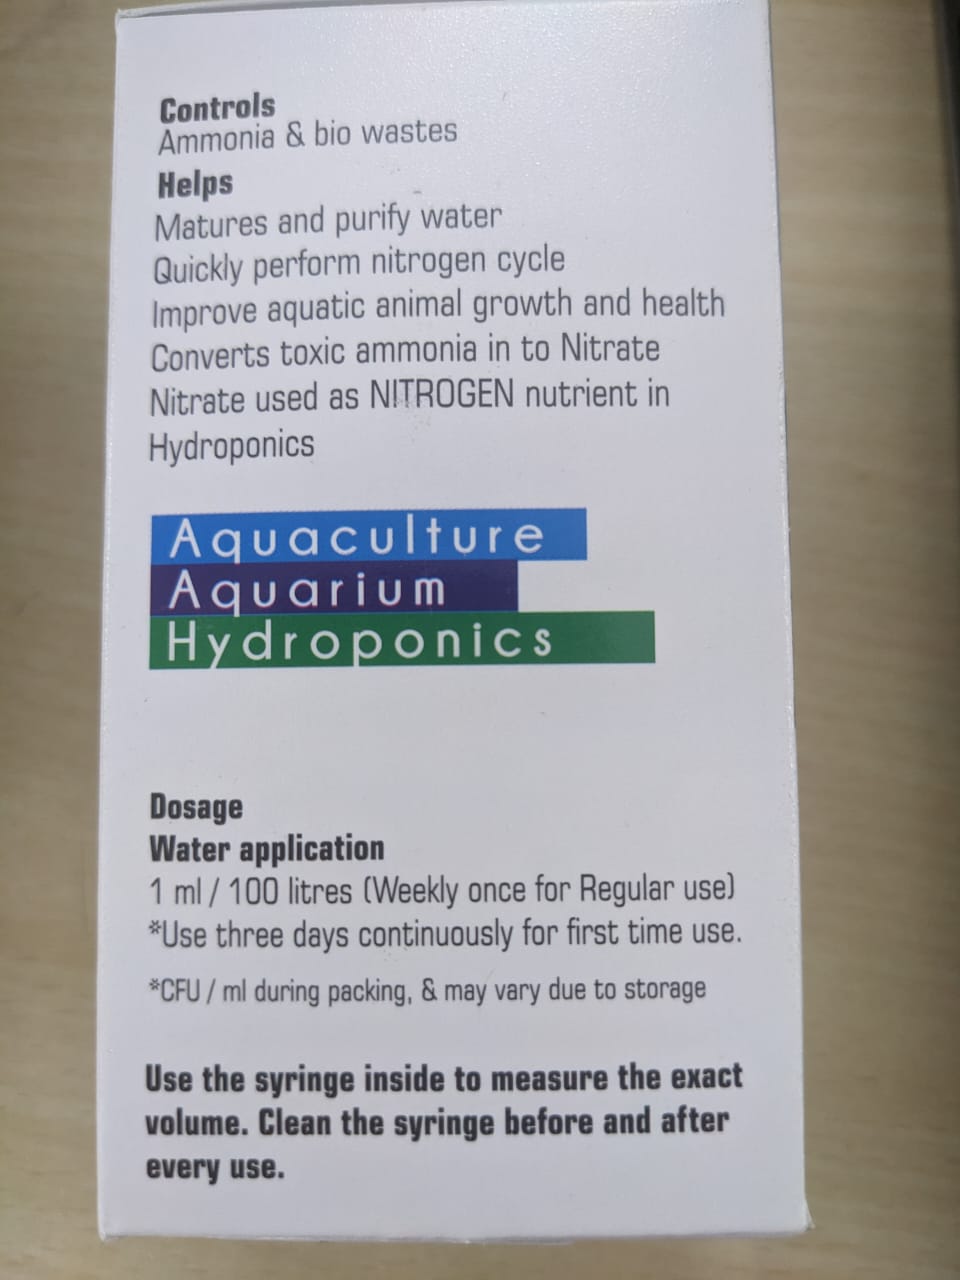 Controls
Ammonia & bio wastes
Helps
Matures and purify water
Quickly perform nitrogen cycle
Improve aquatic animal growth and health
Converts toxic ammonia in to Nitrate
Nitrate used as NITROGEN nutrient in
Hydroponics
Aquaculture
Aquarium
Hydroponics
Dosage
Water application
1 ml / 100 litres (Weekly once for Regular use)
*Use three days continuously for first time use.
*CFU / ml during packing, & may vary due to storage
Use the syringe inside to measure the exact
volume. Clean the syringe before and after
every use.